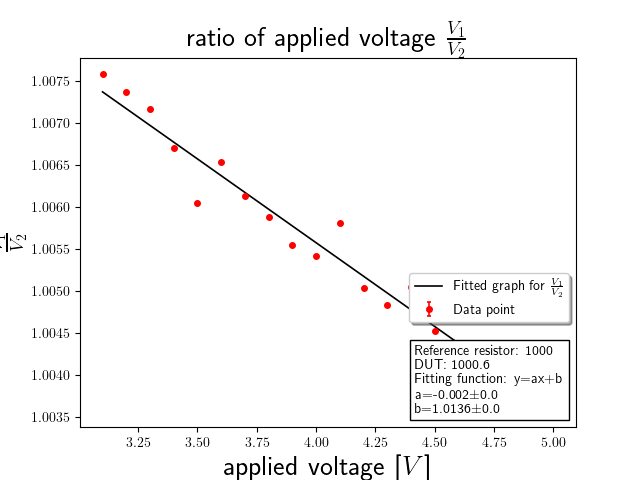 ratio of applied voltage V₁/V₂
1.0075
1.0070
1.0065
1.0060
1.0055
1.0050
1.0045
1.0040
1.0035
V₂
Fitted graph for V₁/V₂
Data point
Reference resistor: 1000
DUT: 1000.6
Fitting function: y=ax+b
a=-0.002±0.0
b=1.0136±0.0
3.25 3.50 3.75 4.00 4.25 4.50 4.75 5.00
applied voltage [V]